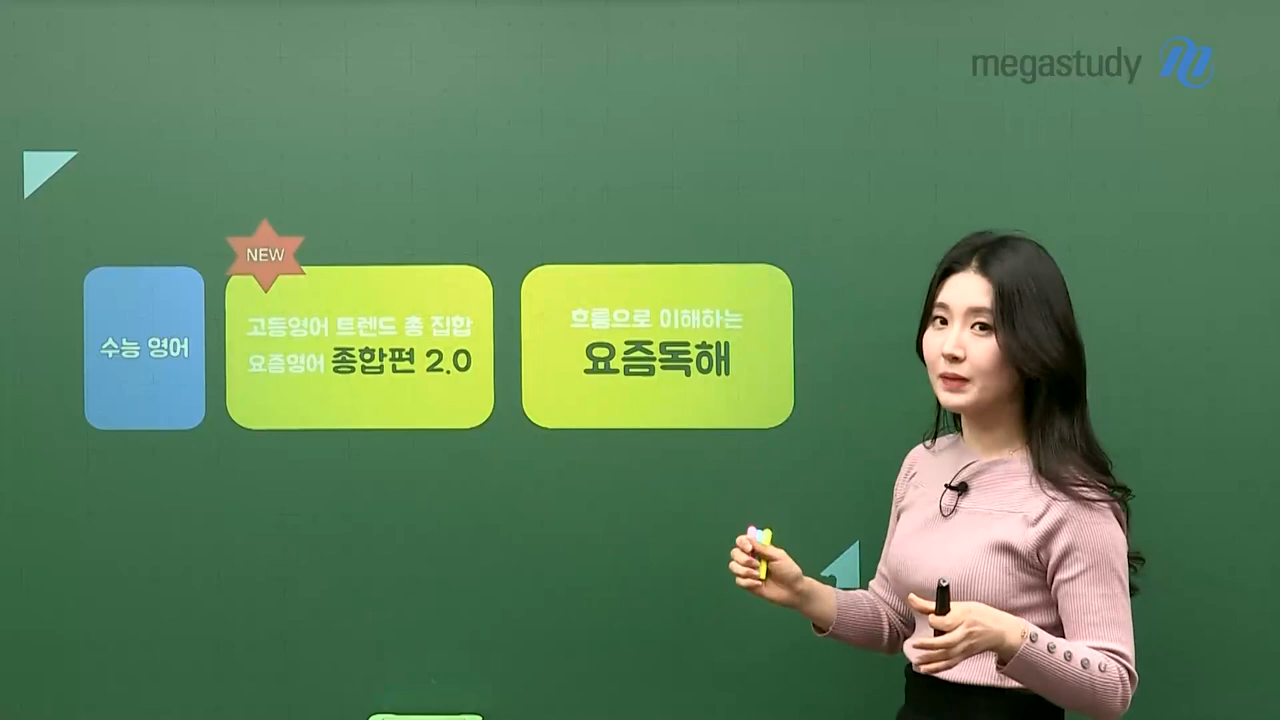 megastudy
NEW
수능 영어
고등영어 트렌드 총 집합
요즘영어 종합편 2.0
흐름으로 이해하는
요즘독해